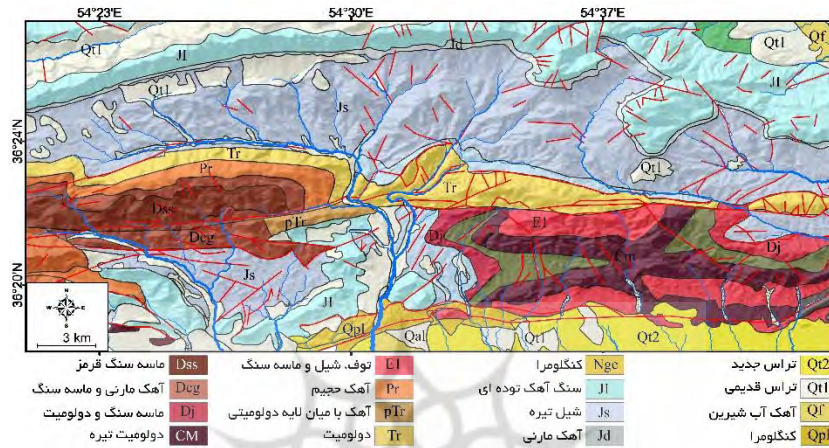 54°23'E 54°30'E 54°37'E
36°24'N
36°20'N
Qt1 Jl Jd Qt1 Qf
Qt1 Js Jl
Tr Qt1
Pr Tr
Dss El
pTr Dj Dj
Dcg Cm
Js
Jl
Qpl Qal Qt1 Qt2
3 km
ماسه سنگ قرمز Dss توف، شیل و ماسه سنگ El کنگلومرا Ngc تراس جدید Qt2
آهک مارنی و ماسه سنگ Dcg آهک حجیم Pr سنگ آهک توده ای Jl تراس قدیمی Qt1
ماسه سنگ و دولومیت Dj آهک با میان لایه دولومیتی pTr شیل تیره Js آهک آب شیرین Qf
دولومیت تیره CM دولومیت Tr آهک مارنی Jd کنگلومرا Qpl